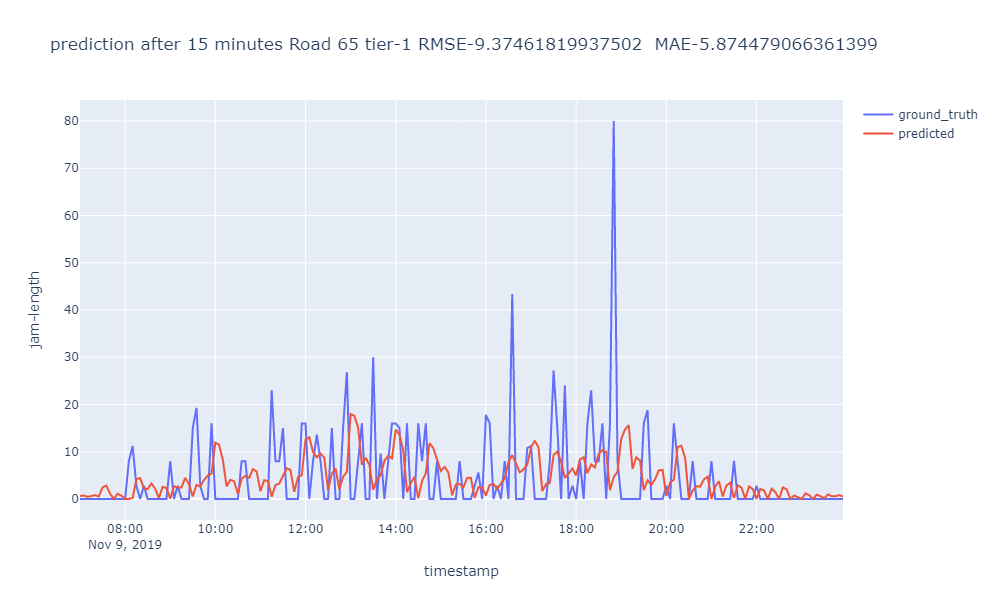 prediction after 15 minutes Road 65 tier-1 RMSE-9.37461819937502  MAE-5.874479066361399
ground_truth
predicted
80
70
60
50
40
30
20
10
0
jam-length
08:00 10:00 12:00 14:00 16:00 18:00 20:00 22:00
Nov 9, 2019
timestamp